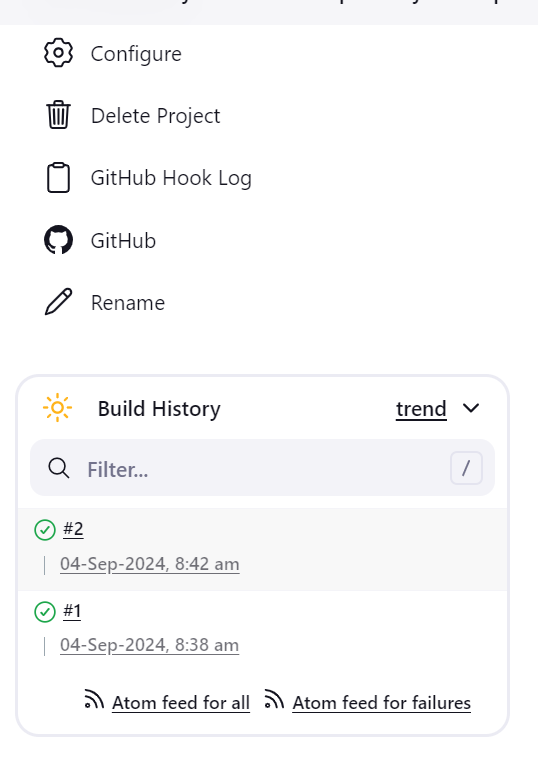 Configure
Delete Project
GitHub Hook Log
GitHub
Rename
Build History trend
Filter... /
#2
04-Sep-2024, 8:42 am
#1
04-Sep-2024, 8:38 am
Atom feed for all Atom feed for failures